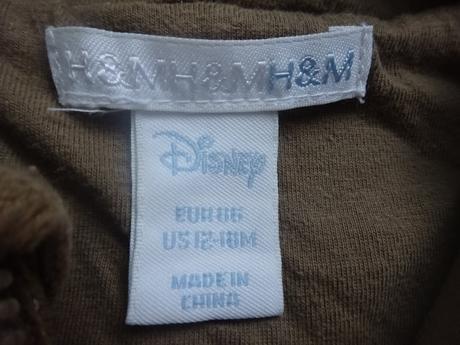 H&MH&MH&M
Disney
EUR 86
US 12-18M
MADE IN
CHINA